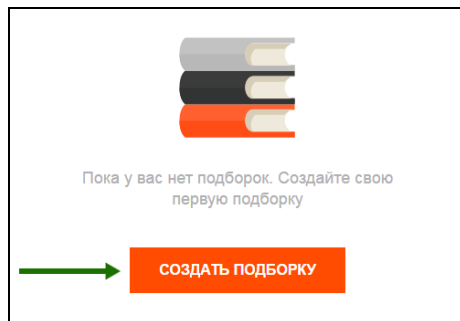 Пока у вас нет подборок. Создайте свою
первую подборку
СОЗДАТЬ ПОДБОРКУ